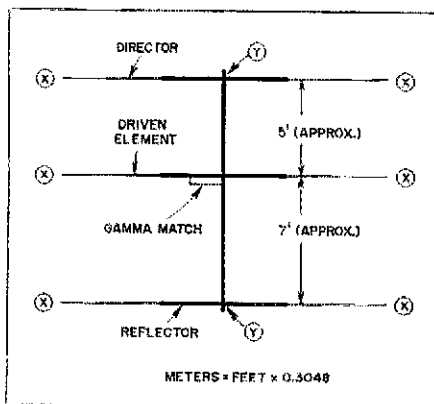 DIRECTOR
Y
X X
5' (APPROX.)
DRIVEN
ELEMENT
X X
GAMMA MATCH
7' (APPROX.)
X X
REFLECTOR
Y
METERS = FEET × 0.3048